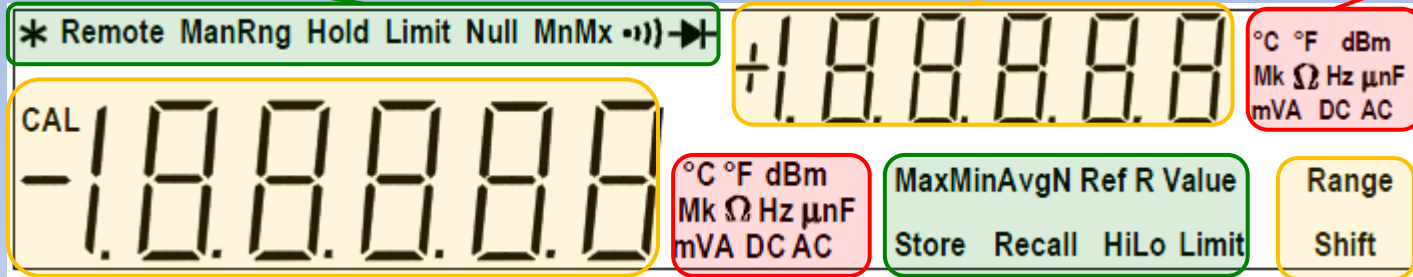 * Remote ManRng Hold Limit Null MnMx
+1.8.8.8.8.8
°C °F dBm
Mk Ω Hz µnF
mVA DC AC
CAL
-1.8.8.8.8.8
°C °F dBm
Mk Ω Hz µnF
mVA DC AC
MaxMinAvgN Ref R Value
Store Recall HiLo Limit
Range
Shift